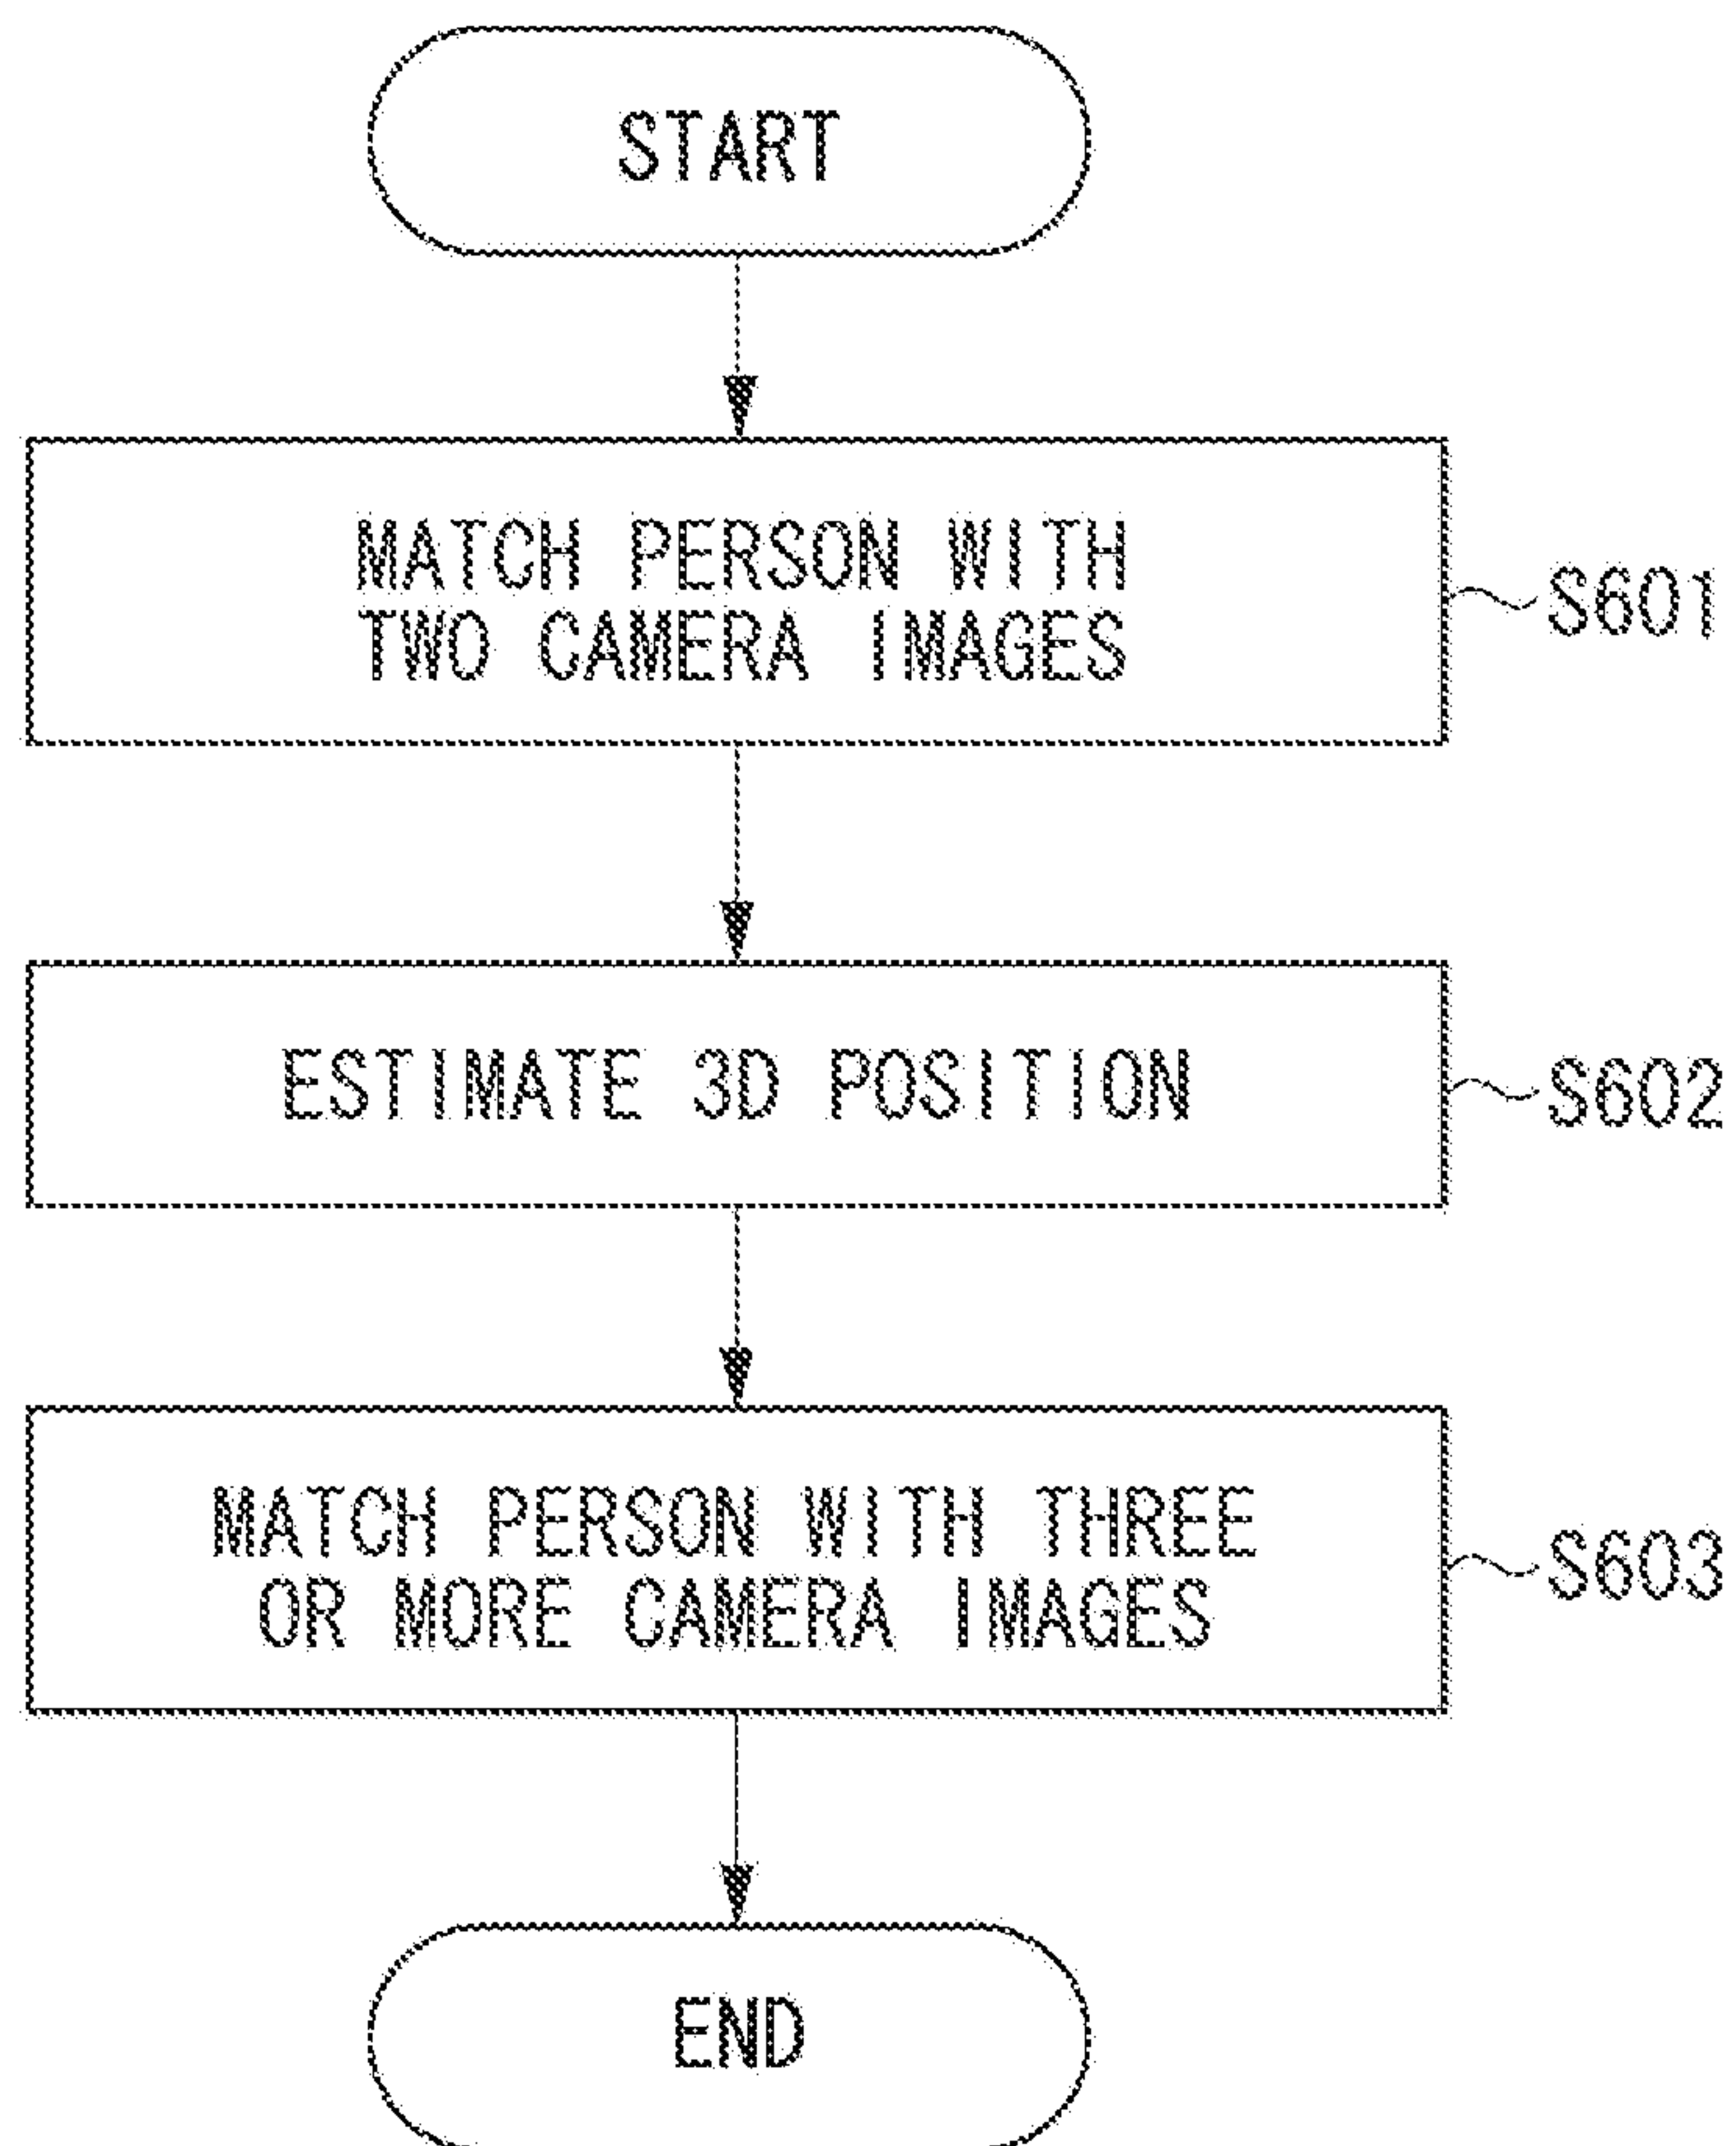 START
MATCH PERSON WITH
TWO CAMERA IMAGES
S601
ESTIMATE 3D POSITION
S602
MATCH PERSON WITH THREE
OR MORE CAMERA IMAGES
S603
END